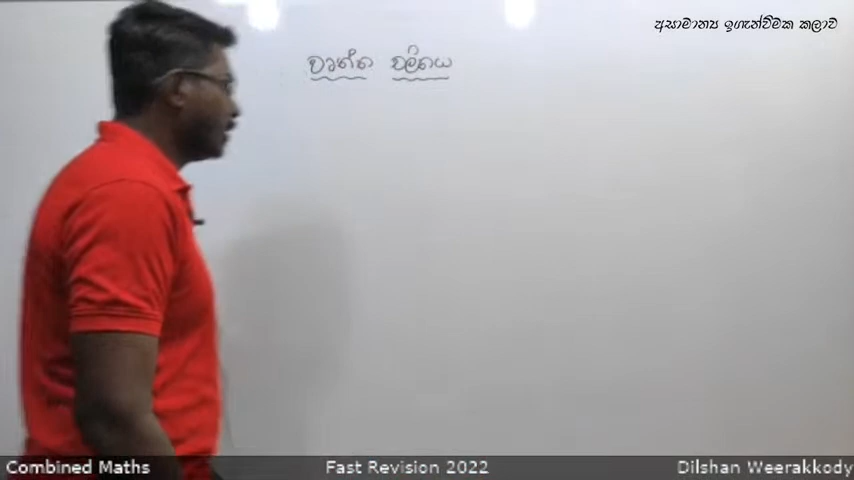 අසාමාන්‍ය ඉගැන්වීමක කලාව
වෘත්ත චලිතය
Combined Maths Fast Revision 2022 Dilshan Weerakkody